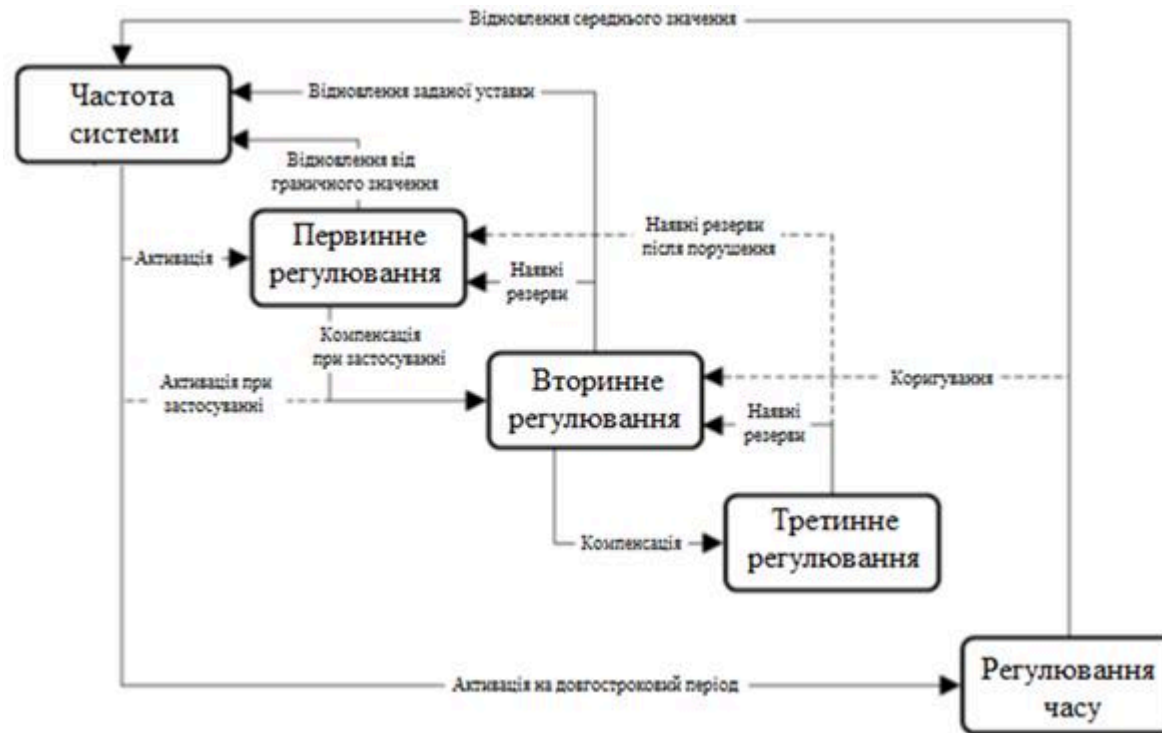 Відновлення середнього значення
Частота
системи
Відновлення заданої уставки
Відновлення від
граничного значення
Первинне
регулювання
Наявні резерви
після порушення
Активація
Наявні
резерви
Компенсація
при застосуванні
Вторинне
регулювання
Коригування
Активація при
застосуванні
Наявні
резерви
Третинне
регулювання
Компенсація
Регулювання
часу
Активація на довгостроковий період